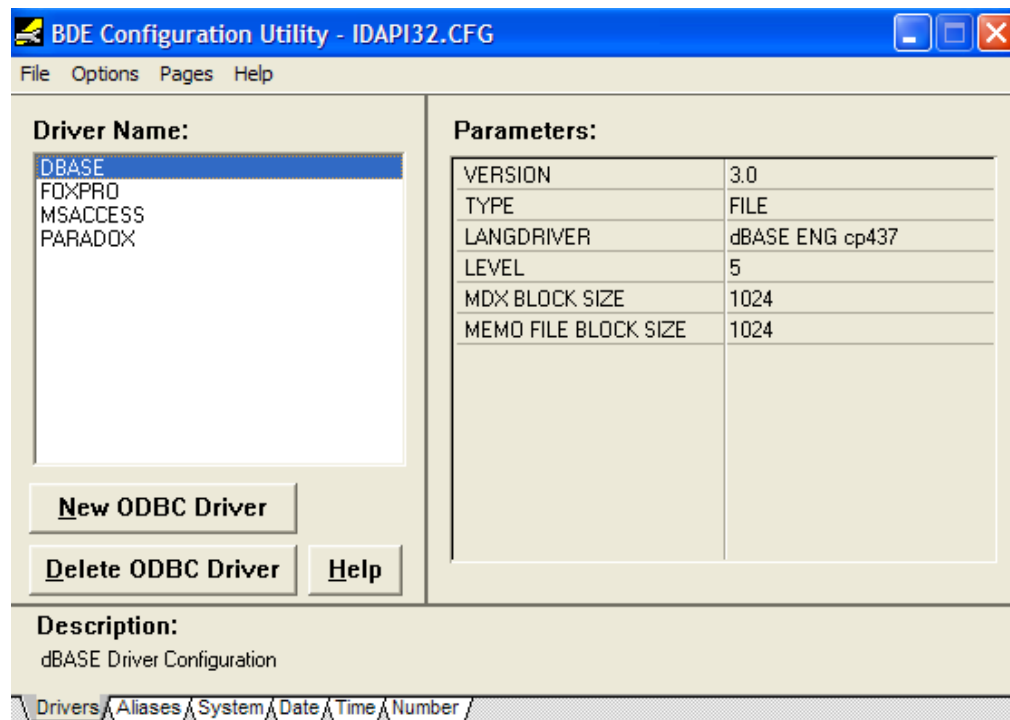 BDE Configuration Utility - IDAPI32.CFG
File Options Pages Help
Driver Name:
DBASE
FOXPRO
MSACCESS
PARADOX
New ODBC Driver
Delete ODBC Driver Help
Parameters:
VERSION 3.0
TYPE FILE
LANGDRIVER dBASE ENG cp437
LEVEL 5
MDX BLOCK SIZE 1024
MEMO FILE BLOCK SIZE 1024
Description:
dBASE Driver Configuration
Drivers Aliases System Date Time Number